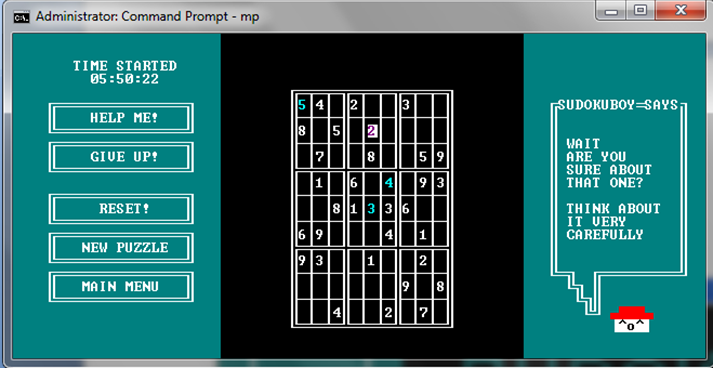 Administrator: Command Prompt - mp
TIME STARTED
05:50:22
HELP ME!
GIVE UP!
RESET!
NEW PUZZLE
MAIN MENU
5 4 2 3
8 5 2
7 8 5 9
1 6 4 9 3
8 1 3 3 6
6 9 4 1
9 3 1 2
9 8
4 2 7
SUDOKUBOY=SAYS
WAIT
ARE YOU
SURE ABOUT
THAT ONE?
THINK ABOUT
IT VERY
CAREFULLY